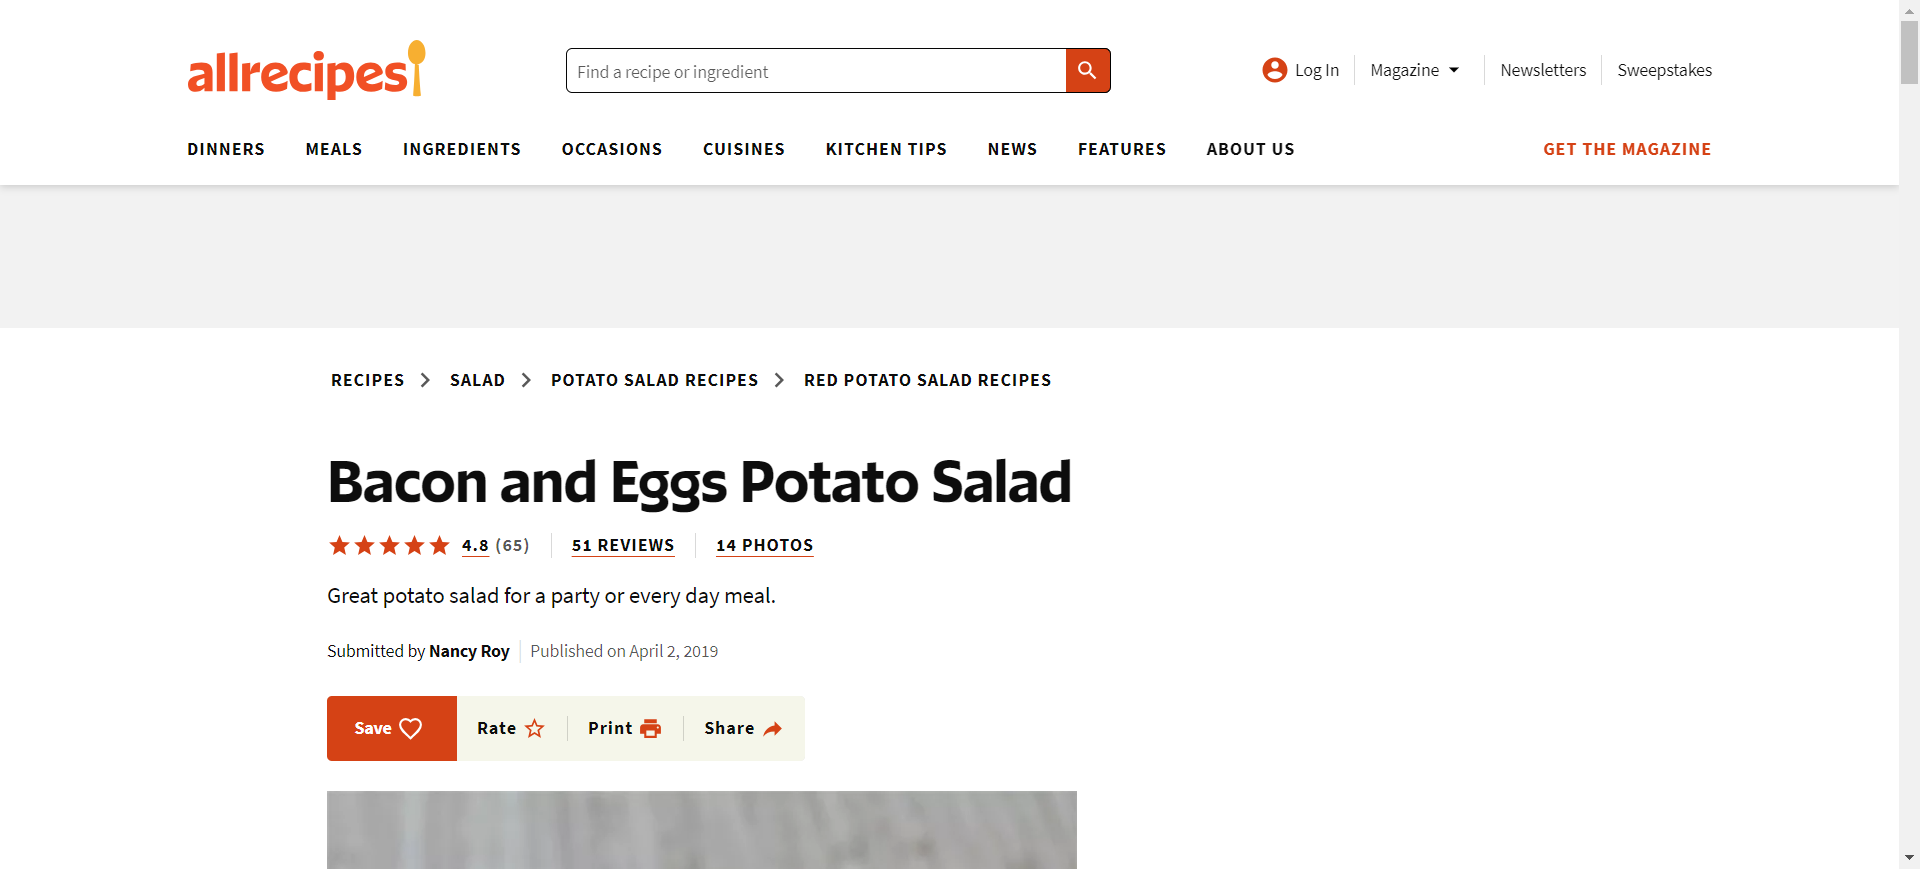 allrecipes
Find a recipe or ingredient
Log In
Magazine
Newsletters
Sweepstakes
DINNERS
MEALS
INGREDIENTS
OCCASIONS
CUISINES
KITCHEN TIPS
NEWS
FEATURES
ABOUT US
GET THE MAGAZINE
RECIPES > SALAD > POTATO SALAD RECIPES > RED POTATO SALAD RECIPES
Bacon and Eggs Potato Salad
4.8 (65) 51 REVIEWS 14 PHOTOS
Great potato salad for a party or every day meal.
Submitted by Nancy Roy Published on April 2, 2019
Save Rate Print Share